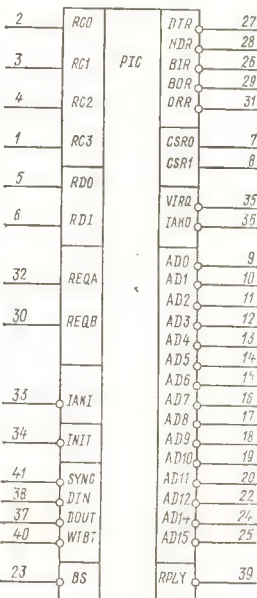 2 RC0
3 RC1
4 RC2
1 RC3
5 RD0
6 RDI
32 REQA
30 REQB
33 IAKI
34 INIT
41 SYNC
38 DIN
37 DOUT
40 WTBT
23 BS
PIC
DTR 27
NDR 28
BIR 26
BOR 29
ORR 31
CSR0 7
CSR1 8
VIRQ 35
IAKO 36
AD0 9
AD1 10
AD2 11
AD3 12
AD4 13
AD5 14
AD6 15
AD7 16
AD8 17
AD9 18
AD10 19
AD11 20
AD12 22
AD14 24
AD15 25
RPLY 39